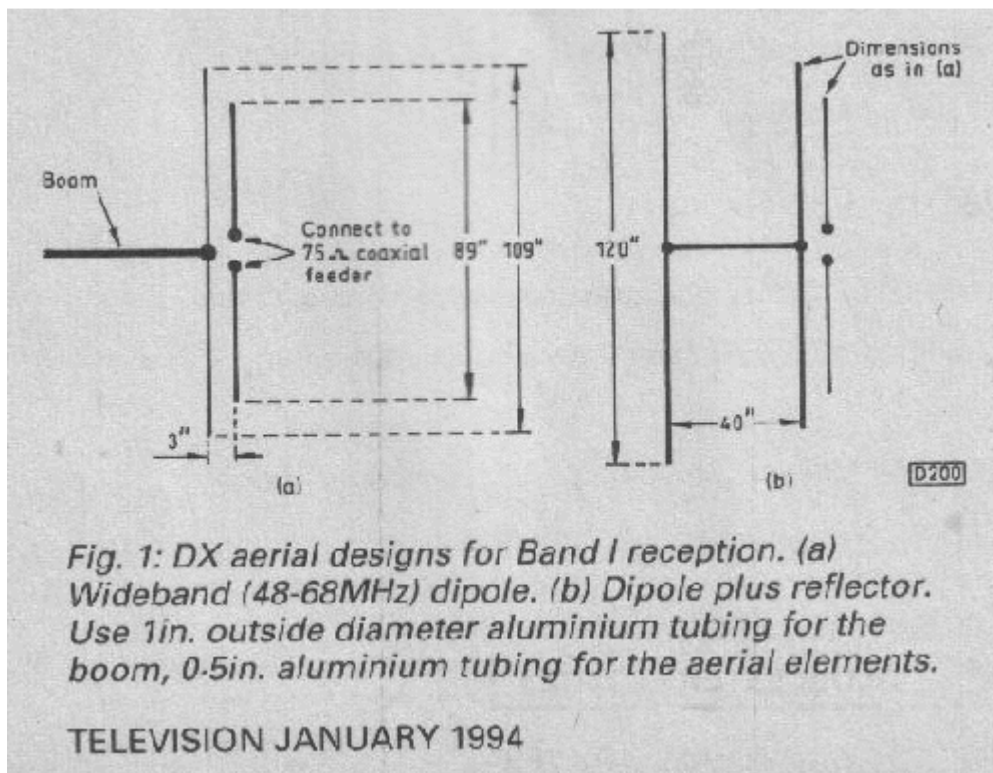 Dimensions
as in (a)
Boom
Connect to
75Ω coaxial
feeder
89"
109"
120"
3"
40"
(a)
(b)
D200
Fig. 1: DX aerial designs for Band I reception. (a)
Wideband (48-68MHz) dipole. (b) Dipole plus reflector.
Use 1in. outside diameter aluminium tubing for the
boom, 0·5in. aluminium tubing for the aerial elements.
TELEVISION JANUARY 1994